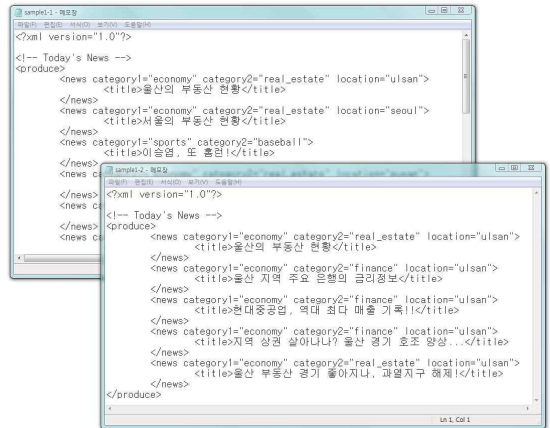 sample1-1 - 메모장
파일(F) 편집(E) 서식(O) 보기(V) 도움말(H)
<?xml version="1.0"?>
<!-- Today's News -->
<produce>
<news category1="economy" category2="real_estate" location="ulsan">
<title>울산의 부동산 현황</title>
</news>
<news category1="economy" category2="real_estate" location="seoul">
<title>서울의 부동산 현황</title>
</news>
<news category1="sports" category2="baseball">
<title>이승엽, 또 홈런!</title>
</news>
<news ca
</news>
<news ca
</news>
<news ca
sample1-2 - 메모장
파일(F) 편집(E) 서식(O) 보기(V) 도움말(H)
<?xml version="1.0"?>
<!-- Today's News -->
<produce>
<news category1="economy" category2="real_estate" location="ulsan">
<title>울산의 부동산 현황</title>
</news>
<news category1="economy" category2="finance" location="ulsan">
<title>울산 지역 주요 은행의 금리정보</title>
</news>
<news category1="economy" category2="finance" location="ulsan">
<title>현대중공업, 역대 최다 매출 기록!!</title>
</news>
<news category1="economy" category2="finance" location="ulsan">
<title>지역 상권 살아나나? 울산 경기 호조 양상...</title>
</news>
<news category1="economy" category2="real_estate" location="ulsan">
<title>울산 부동산 경기 좋아지나, 과열지구 해제!</title>
</news>
</produce>
Ln 1, Col 1